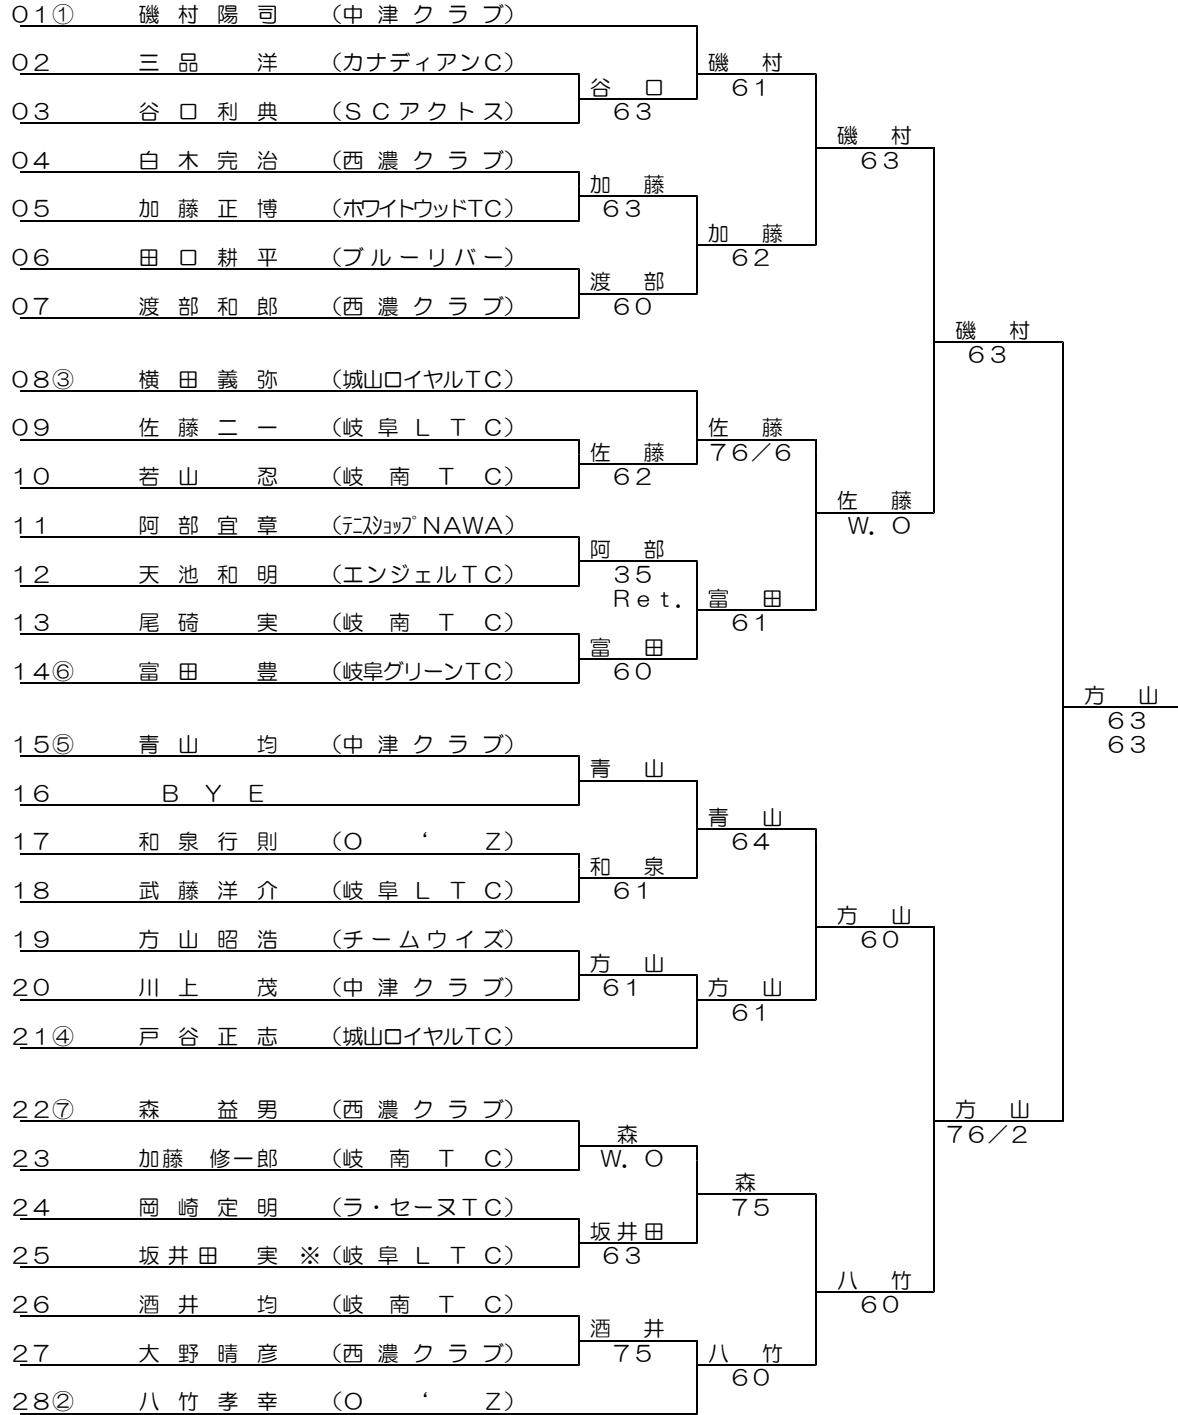 01① 磯村陽司 (中津クラブ)
磯村
02 三品 洋 (カナディアンC)
61
谷口
03 谷口利典 (SCアクトス)
63
磯村
04 白木完治 (西濃クラブ)
63
加藤
05 加藤正博 (ホワイトウッドTC)
63
加藤
06 田口耕平 (ブルーリバー)
62
渡部
07 渡部和郎 (西濃クラブ)
60
磯村
63
08③ 横田義弥 (城山ロイヤルTC)
09 佐藤二一 (岐阜LTC)
佐藤
76/6
佐藤
10 若山 忍 (岐南TC)
62
佐藤
11 阿部宜章 (テニスショップNAWA)
W.O
阿部
12 天池和明 (エンジェルTC)
35
Ret.
富田
13 尾碕 実 (岐南TC)
61
富田
14⑥ 富田 豊 (岐阜グリーンTC)
60
方山
63
63
15⑤ 青山 均 (中津クラブ)
青山
16 BYE
青山
17 和泉行則 (O‘Z)
64
和泉
18 武藤洋介 (岐阜LTC)
61
方山
19 方山昭浩 (チームウイズ)
60
方山
20 川上 茂 (中津クラブ)
61
方山
61
21④ 戸谷正志 (城山ロイヤルTC)
22⑦ 森 益男 (西濃クラブ)
方山
76/2
森
23 加藤 修一郎 (岐南TC)
W.O
森
24 岡崎定明 (ラ・セーヌTC)
75
坂井田
25 坂井田 実 ※ (岐阜LTC)
63
八竹
26 酒井 均 (岐南TC)
60
酒井
27 大野晴彦 (西濃クラブ)
75
八竹
60
28② 八竹孝幸 (O‘Z)